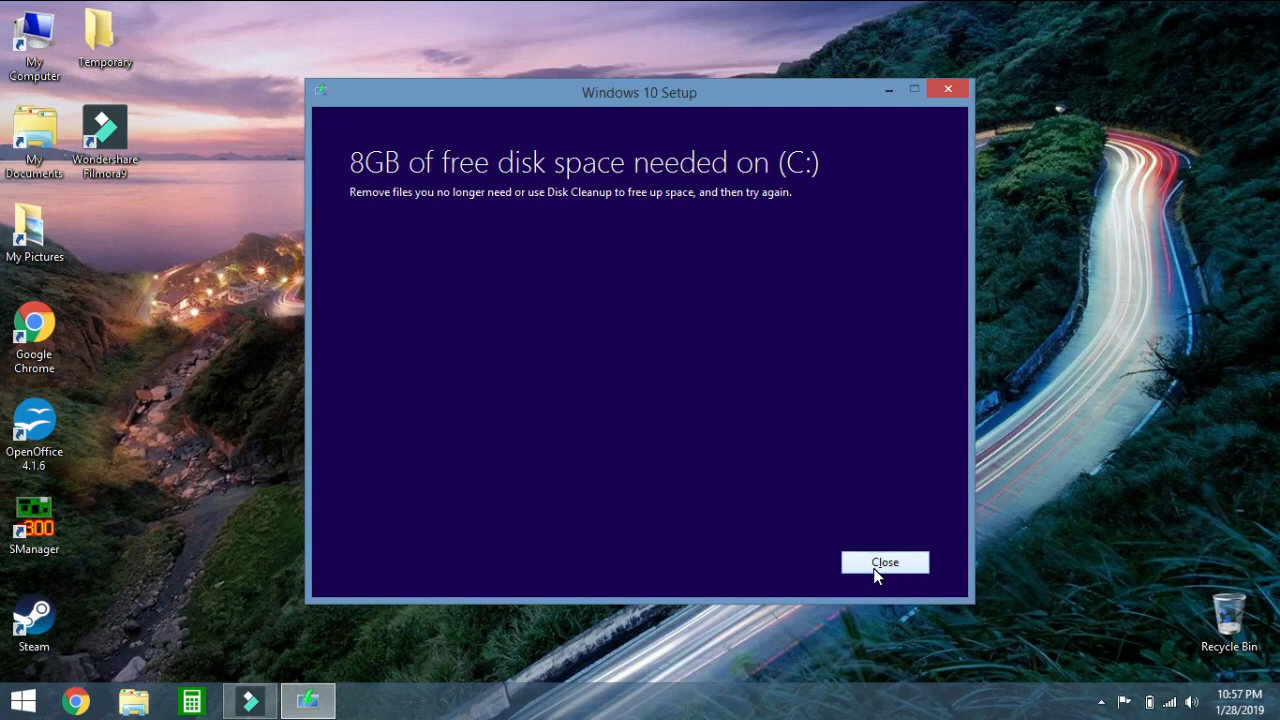 My
Computer
Temporary
My
Documents
Wondershare
Filmora9
My Pictures
Google
Chrome
OpenOffice
4.1.6
300
SManager
Steam
Windows 10 Setup
8GB of free disk space needed on (C:)
Remove files you no longer need or use Disk Cleanup to free up space, and then try again.
Close
Recycle Bin
10:57 PM
1/28/2019